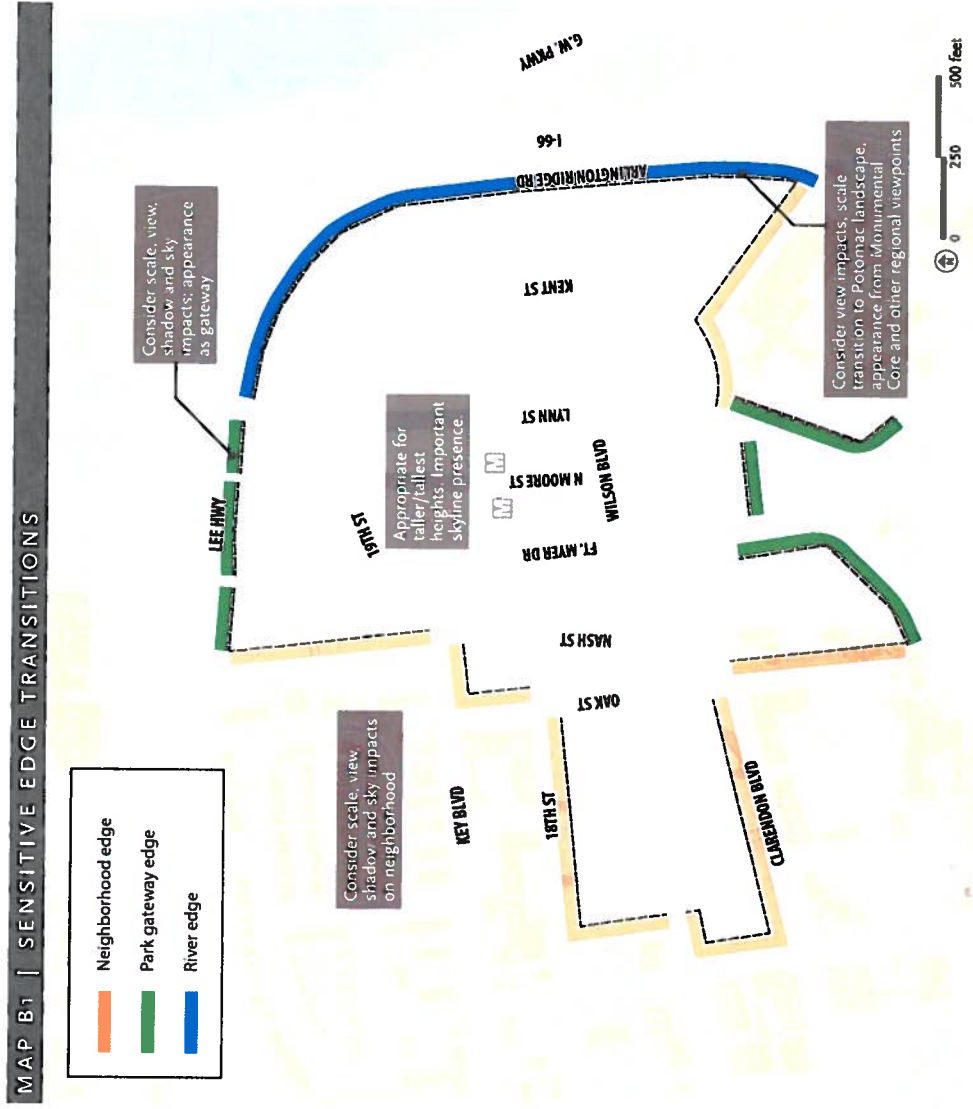 MAP B1 | SENSITIVE EDGE TRANSITIONS
Neighborhood edge
Park gateway edge
River edge
Consider scale, view,
shadow and sky
impacts; appearance
as gateway
LEE HWY
19TH ST
Appropriate for
taller/tallest
heights. Important
skyline presence.
M
M
Consider scale, view,
shadow and sky impacts
on neighborhood
KEY BLVD
18TH ST
CLARENDON BLVD
OAK ST
NASH ST
FT. MYER DR
N MOORE ST
WILSON BLVD
LYNN ST
KENT ST
ARLINGTON RIDGE RD
I-66
G.W. PKWY
Consider view impacts, scale
transition to Potomac landscape,
appearance from Monumental
Core and other regional viewpoints
0 250 500 feet